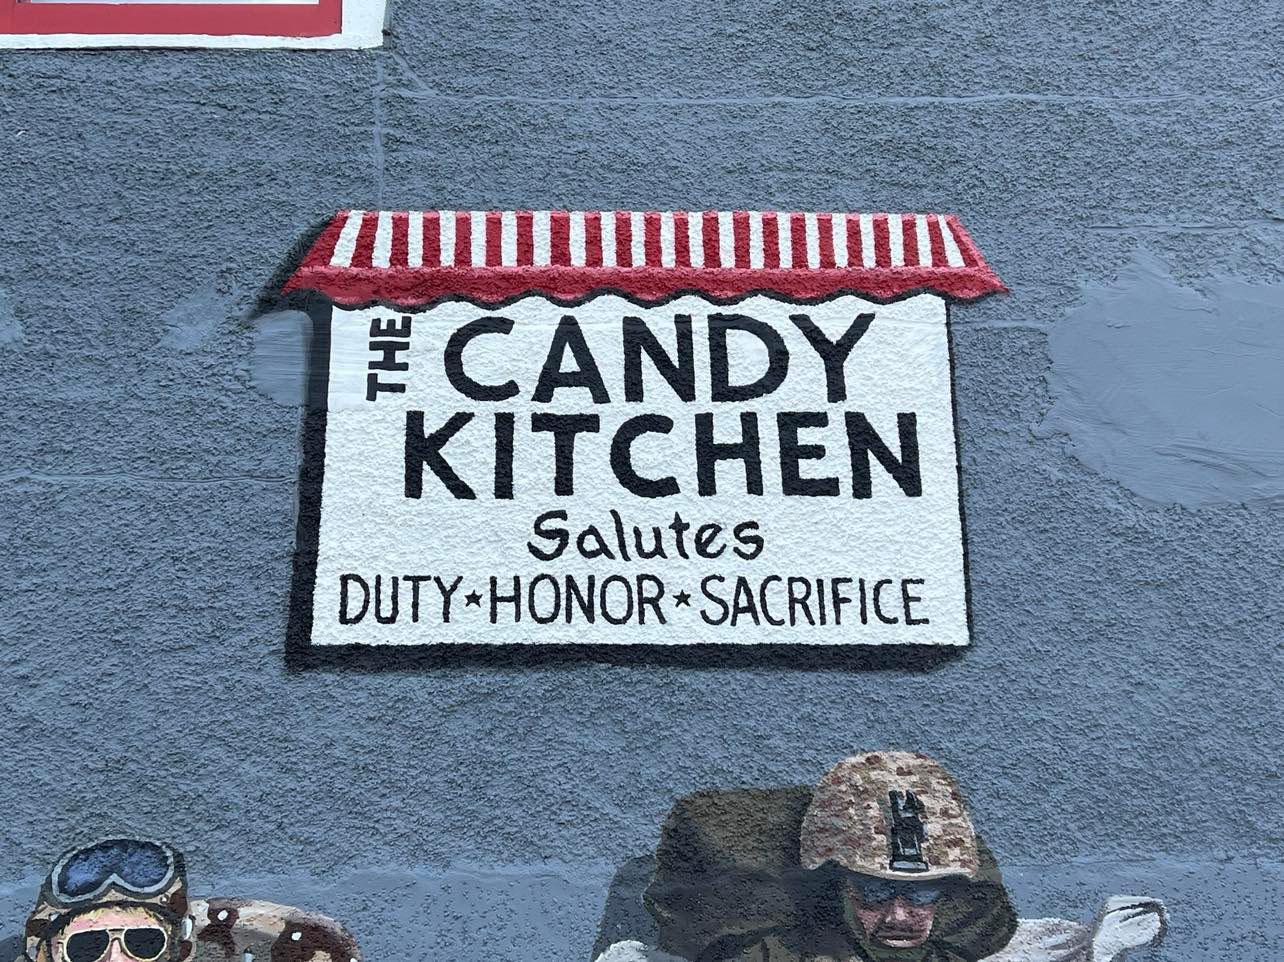 THE CANDY
KITCHEN
Salutes
DUTY★HONOR★SACRIFICE